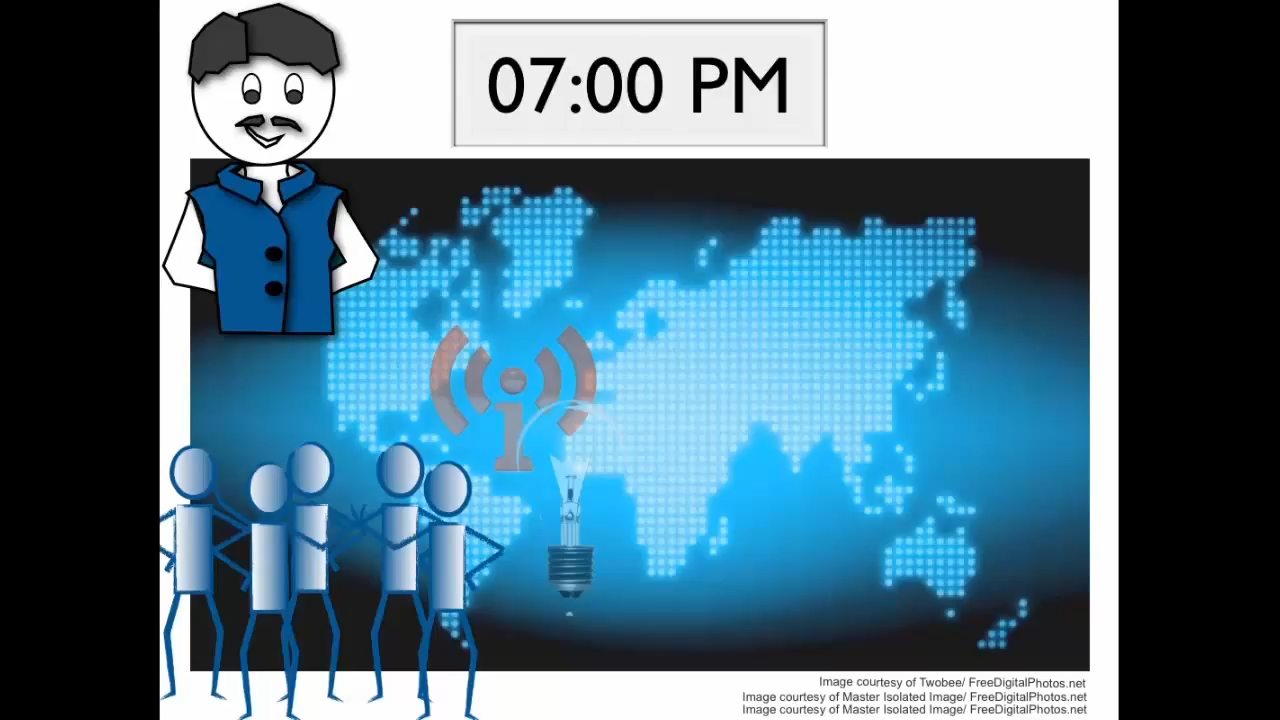 07:00 PM
Image courtesy of Twobee/ FreeDigitalPhotos.net
Image courtesy of Master Isolated Image/ FreeDigitalPhotos.net
Image courtesy of Master Isolated Image/ FreeDigitalPhotos.net